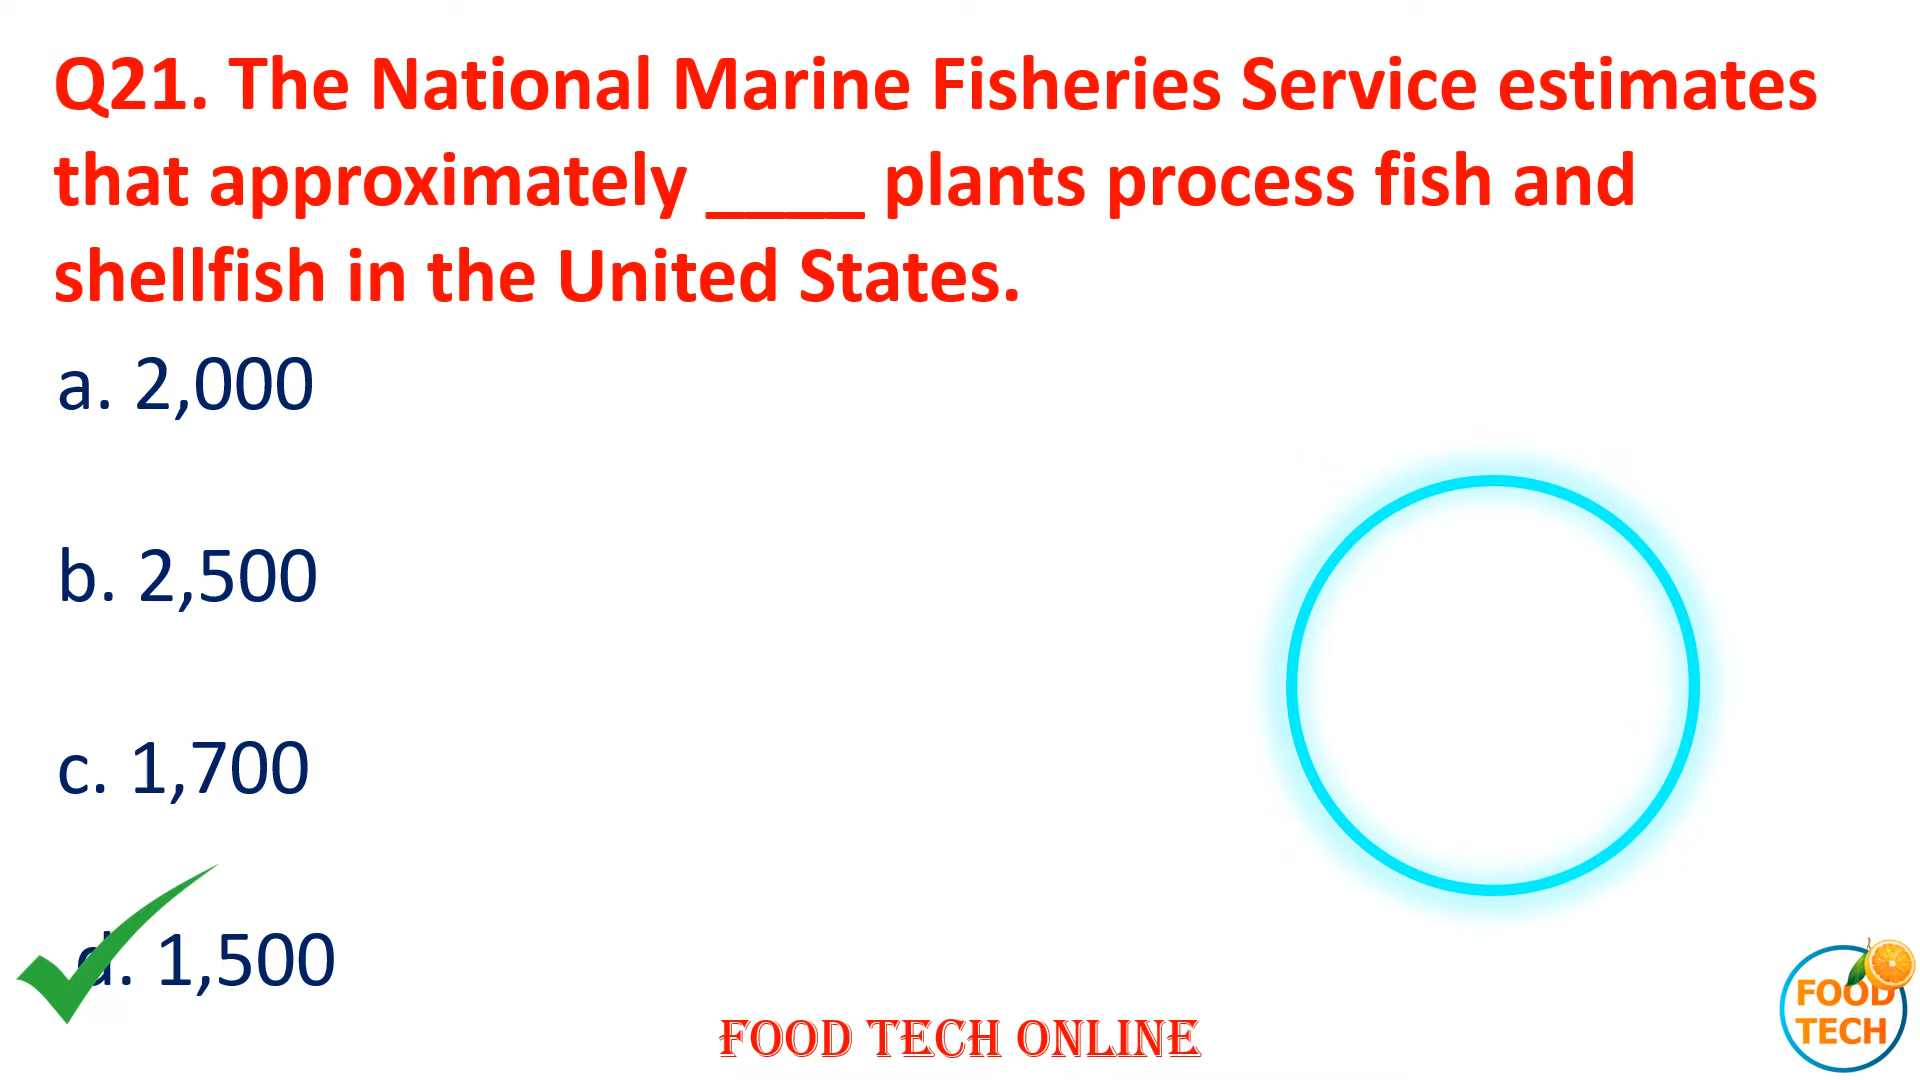 Q21. The National Marine Fisheries Service estimates
that approximately ____ plants process fish and
shellfish in the United States.
a. 2,000
b. 2,500
c. 1,700
d. 1,500
FOOD TECH ONLINE
FOOD
TECH